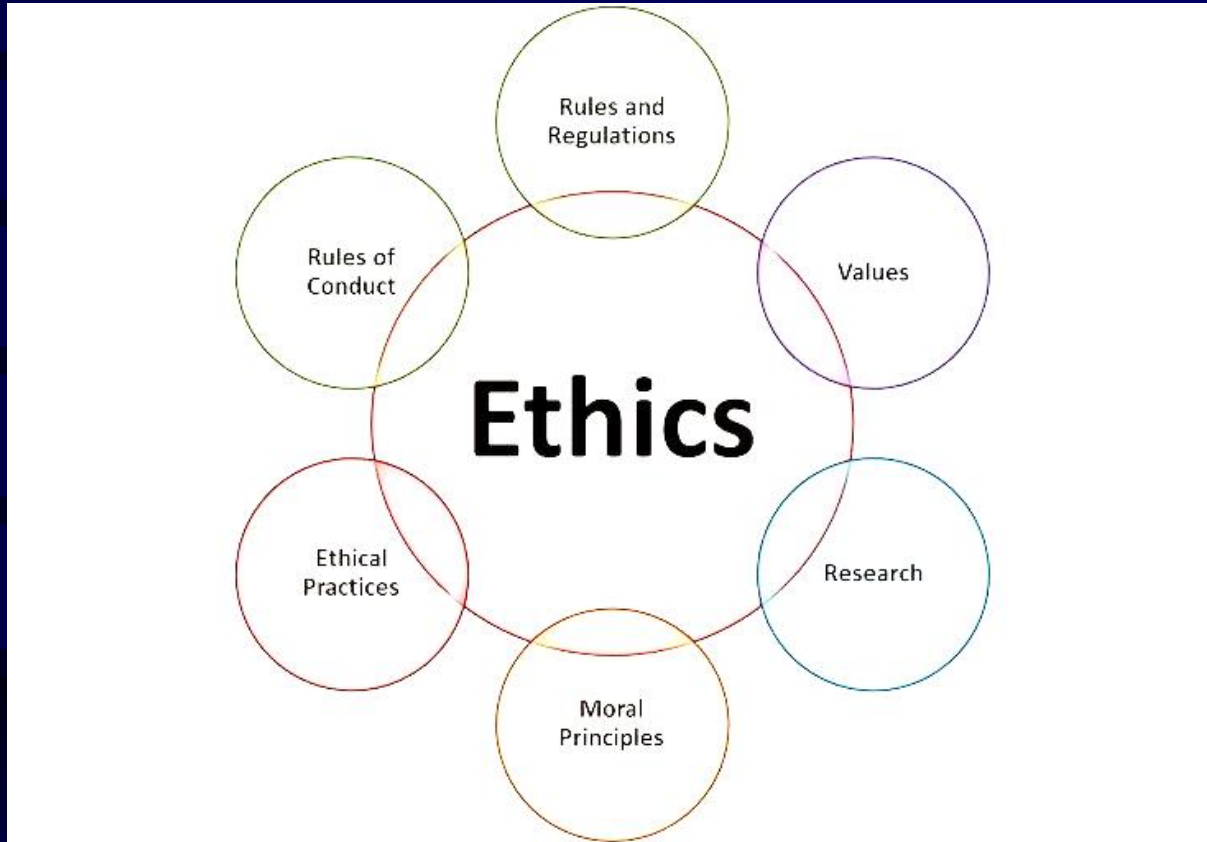 Rules and
Regulations
Values
Research
Moral
Principles
Ethical
Practices
Rules of
Conduct
Ethics